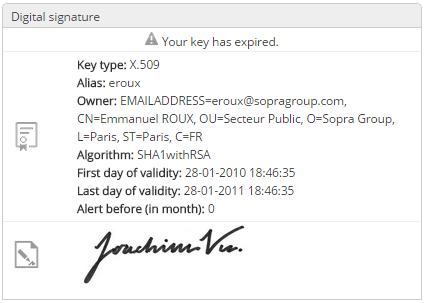 Digital signature
Your key has expired.
Key type: X.509
Alias: eroux
Owner: EMAILADDRESS=eroux@sopragroup.com,
CN=Emmanuel ROUX, OU=Secteur Public, O=Sopra Group,
L=Paris, ST=Paris, C=FR
Algorithm: SHA1withRSA
First day of validity: 28-01-2010 18:46:35
Last day of validity: 28-01-2011 18:46:35
Alert before (in month): 0
Joachim